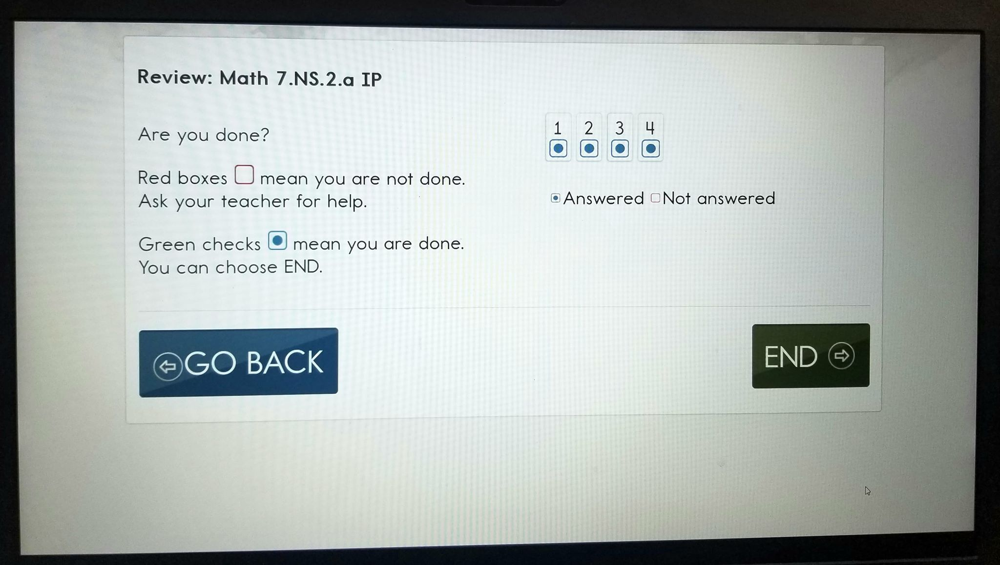 Review: Math 7.NS.2.a IP
Are you done?
Red boxes mean you are not done.
Ask your teacher for help.
Green checks mean you are done.
You can choose END.
1 2 3 4
Answered Not answered
GO BACK
END